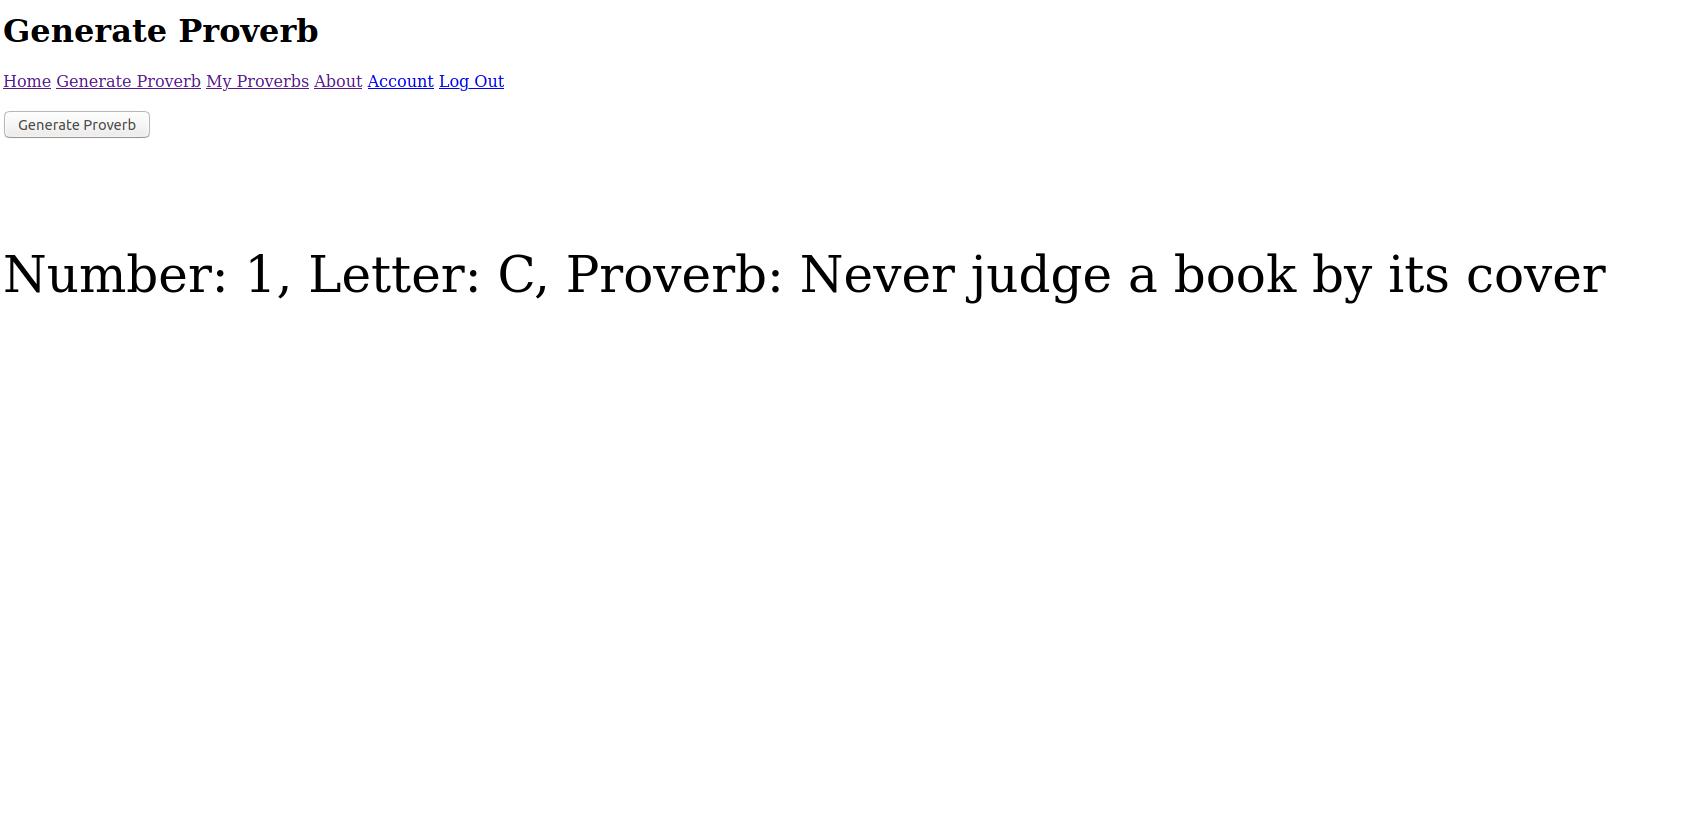 Generate Proverb
Home Generate Proverb My Proverbs About Account Log Out
Generate Proverb
Number: 1, Letter: C, Proverb: Never judge a book by its cover